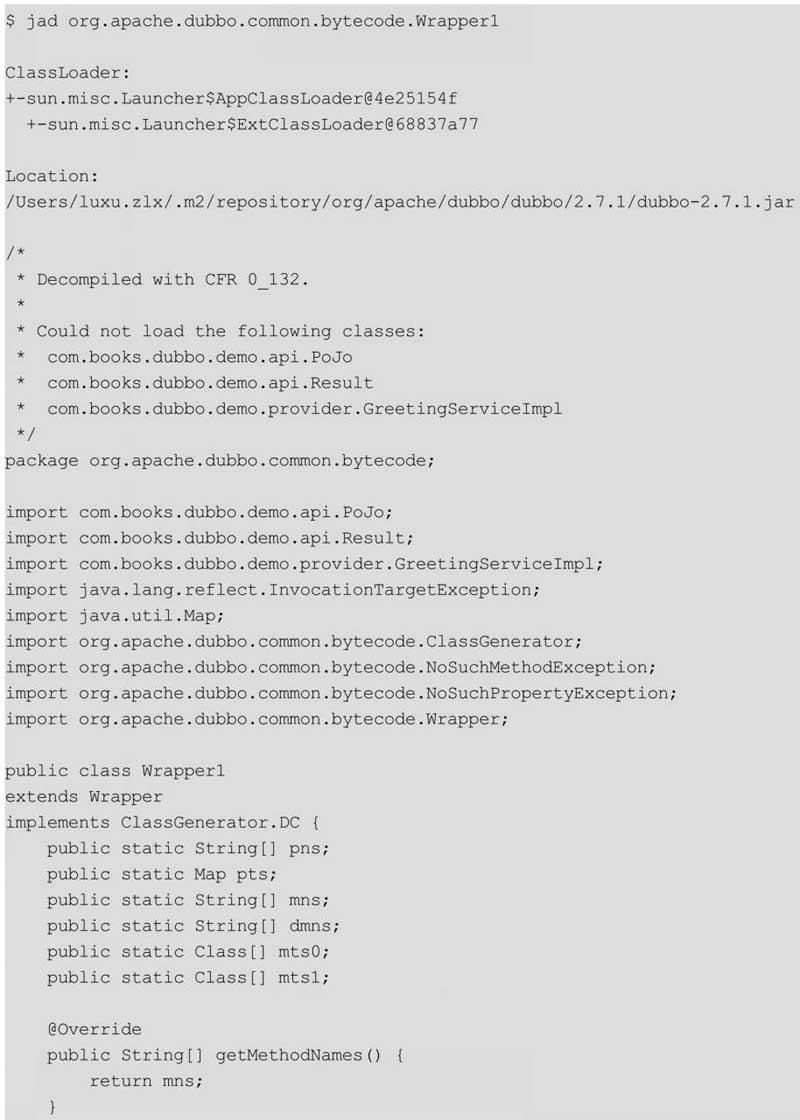 $ jad org.apache.dubbo.common.bytecode.Wrapper1

ClassLoader:
+-sun.misc.Launcher$AppClassLoader@4e25154f
  +-sun.misc.Launcher$ExtClassLoader@68837a77

Location:
/Users/luxu.zlx/.m2/repository/org/apache/dubbo/dubbo/2.7.1/dubbo-2.7.1.jar

/*
 * Decompiled with CFR 0_132.
 *
 * Could not load the following classes:
 *  com.books.dubbo.demo.api.PoJo
 *  com.books.dubbo.demo.api.Result
 *  com.books.dubbo.demo.provider.GreetingServiceImpl
 */
package org.apache.dubbo.common.bytecode;

import com.books.dubbo.demo.api.PoJo;
import com.books.dubbo.demo.api.Result;
import com.books.dubbo.demo.provider.GreetingServiceImpl;
import java.lang.reflect.InvocationTargetException;
import java.util.Map;
import org.apache.dubbo.common.bytecode.ClassGenerator;
import org.apache.dubbo.common.bytecode.NoSuchMethodException;
import org.apache.dubbo.common.bytecode.NoSuchPropertyException;
import org.apache.dubbo.common.bytecode.Wrapper;

public class Wrapper1
extends Wrapper
implements ClassGenerator.DC {
    public static String[] pns;
    public static Map pts;
    public static String[] mns;
    public static String[] dmns;
    public static Class[] mts0;
    public static Class[] mts1;

    @Override
    public String[] getMethodNames() {
        return mns;
    }